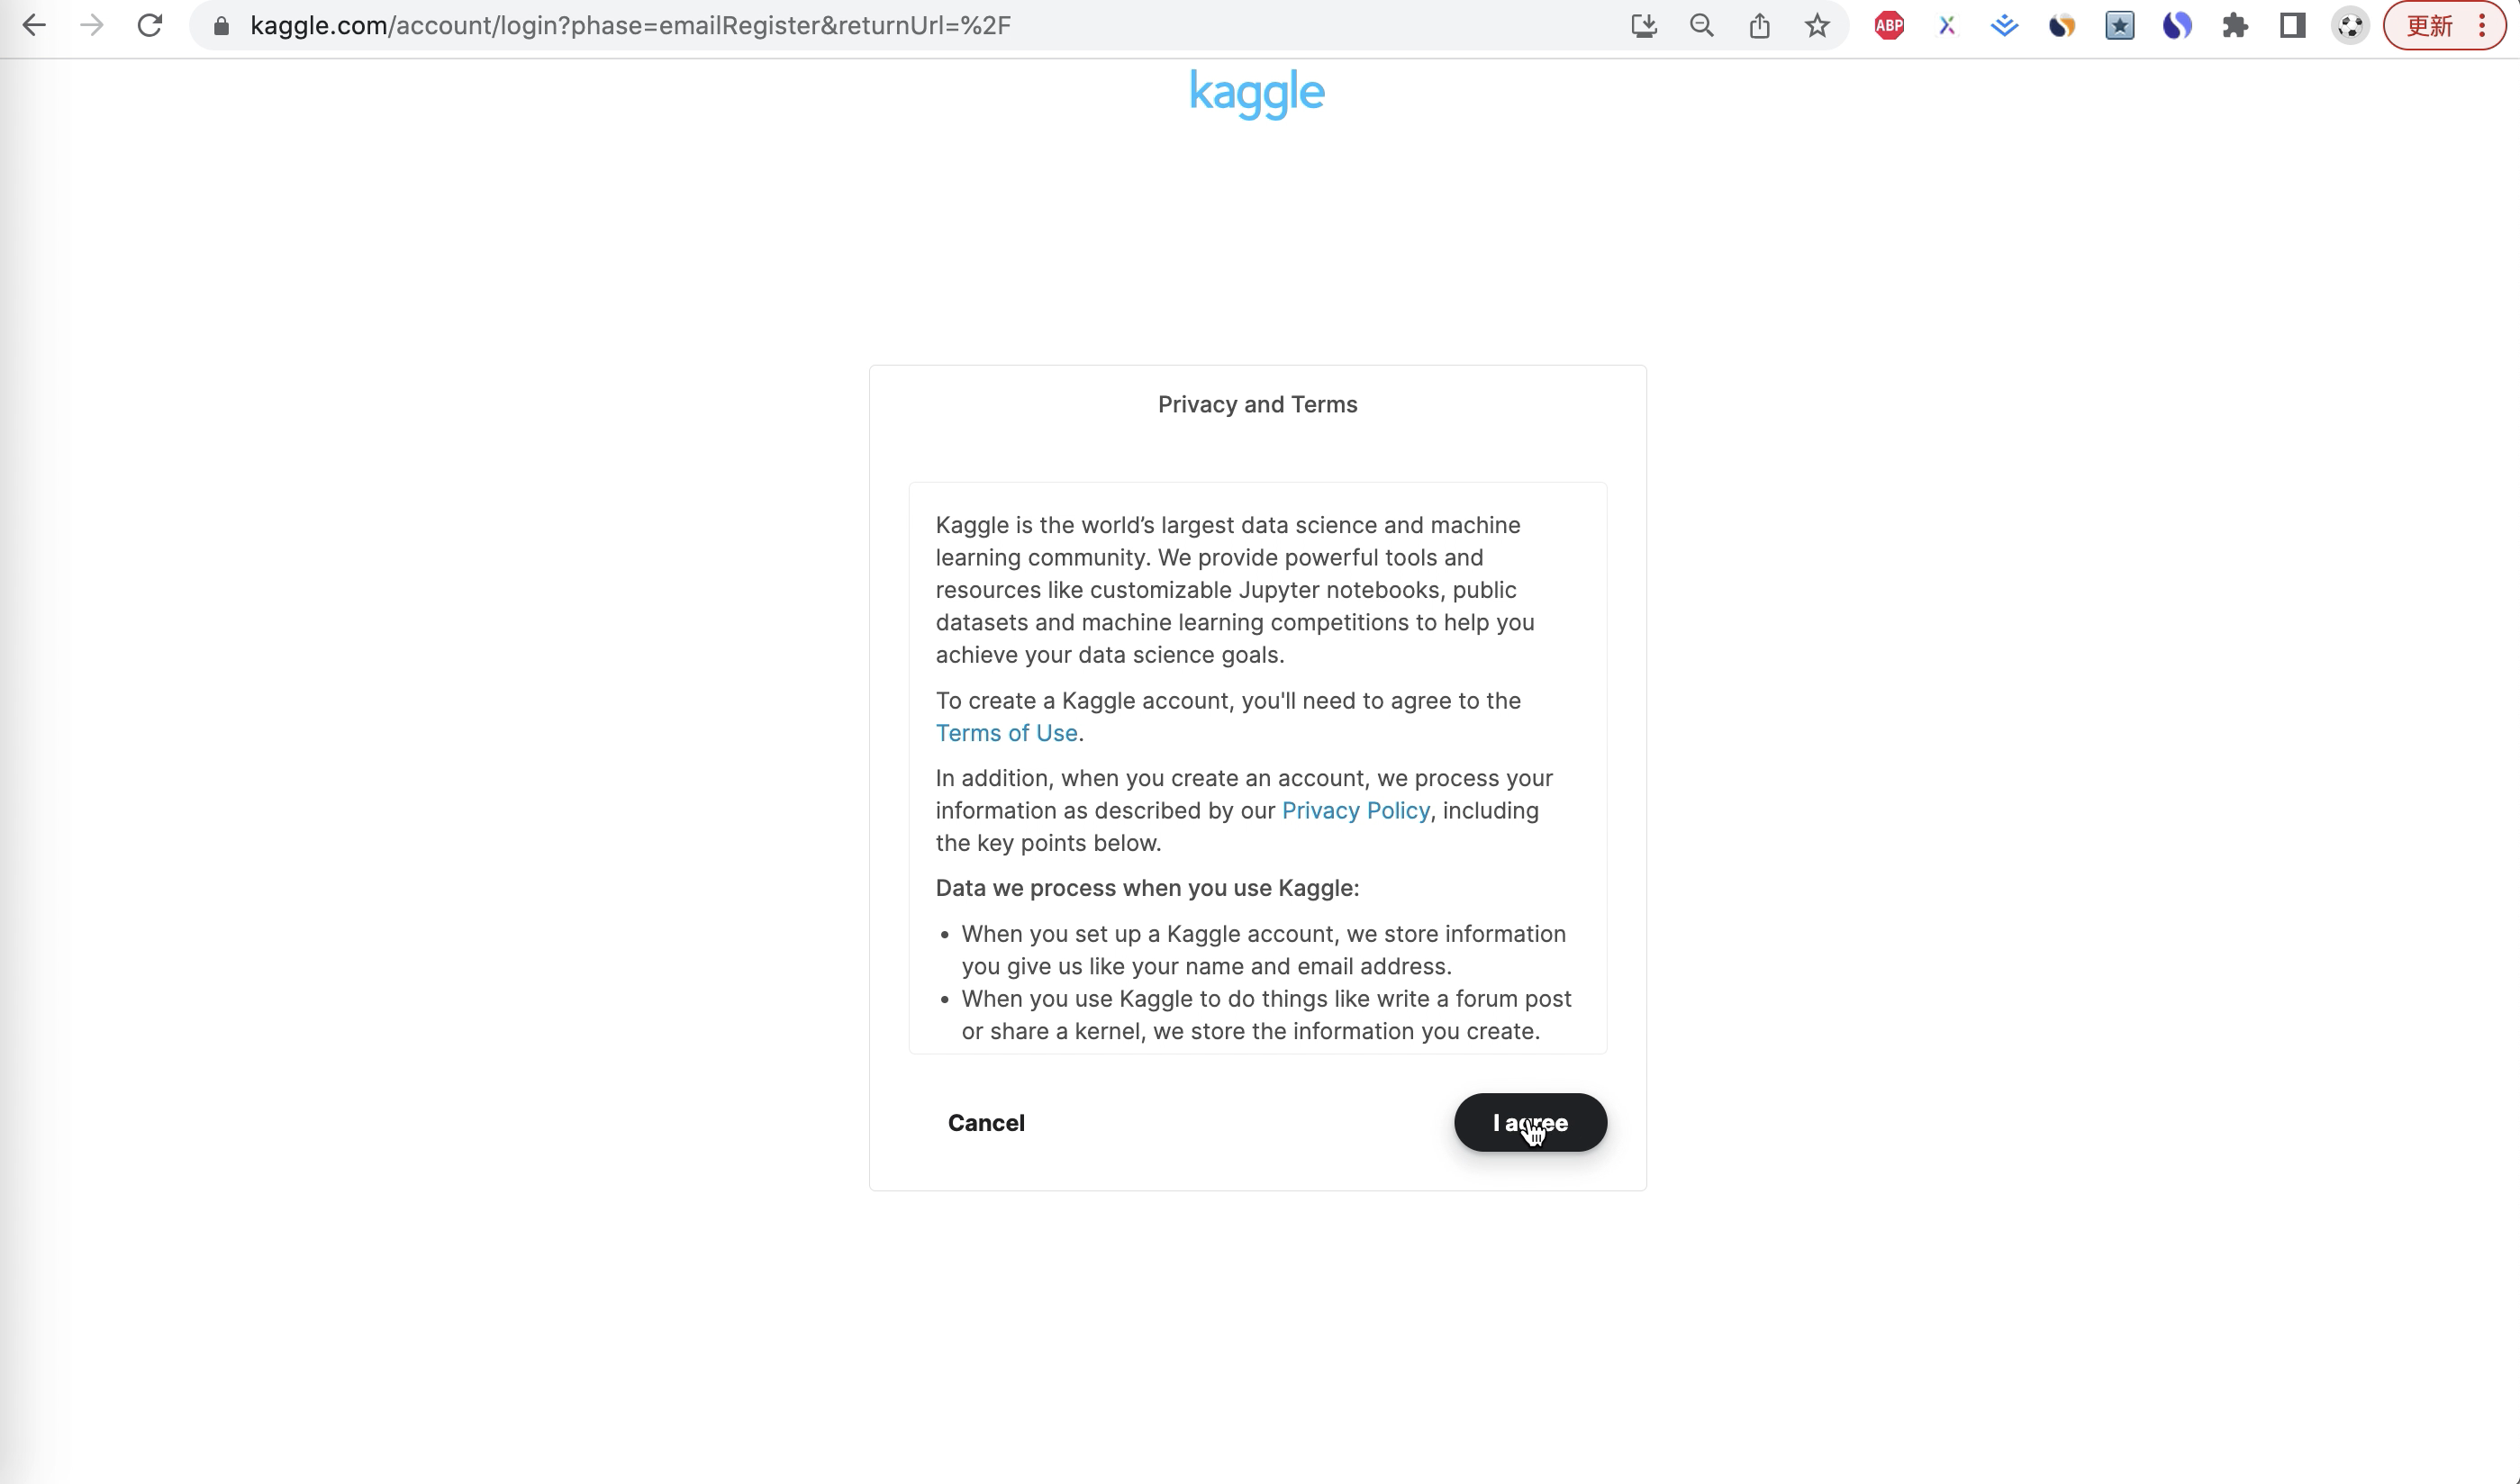 kaggle.com/account/login?phase=emailRegister&returnUrl=%2F
ABP
更新
kaggle
Privacy and Terms
Kaggle is the world’s largest data science and machine
learning community. We provide powerful tools and
resources like customizable Jupyter notebooks, public
datasets and machine learning competitions to help you
achieve your data science goals.
To create a Kaggle account, you'll need to agree to the
Terms of Use.
In addition, when you create an account, we process your
information as described by our Privacy Policy, including
the key points below.
Data we process when you use Kaggle:
• When you set up a Kaggle account, we store information
you give us like your name and email address.
• When you use Kaggle to do things like write a forum post
or share a kernel, we store the information you create.
Cancel
I agree